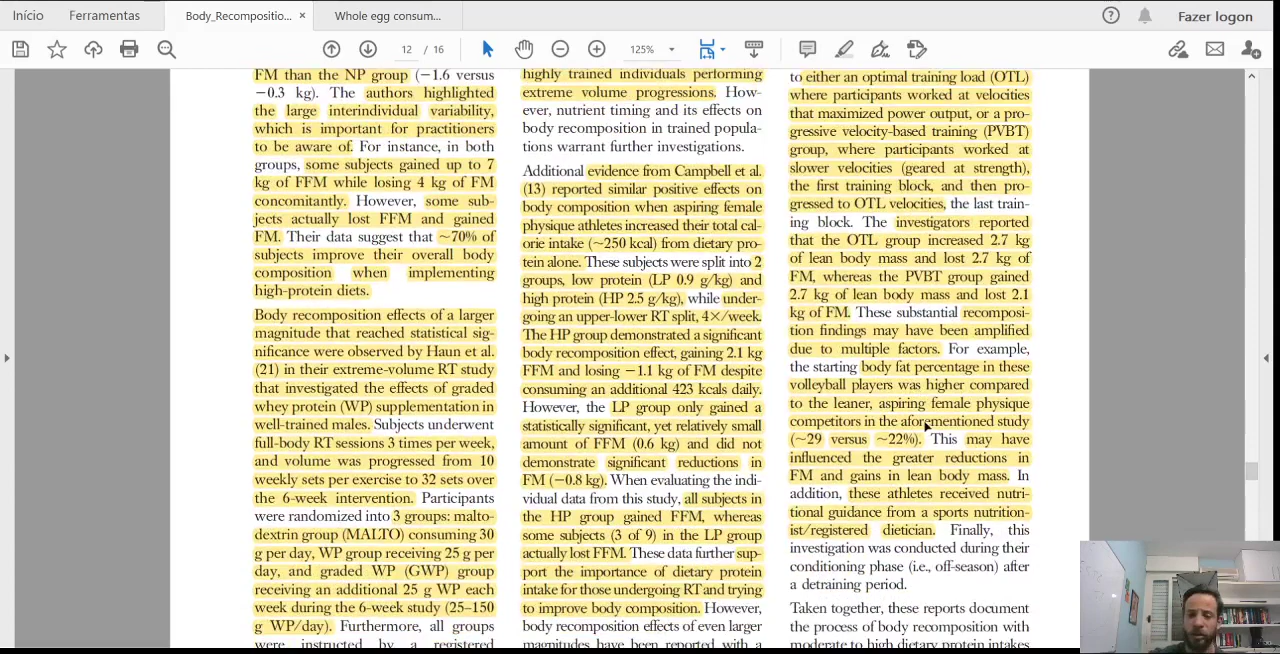 Início
Ferramentas
Body_Recompositio...
×
Whole egg consum...
Fazer logon
12 / 16
125%
FM than the NP group (−1.6 versus
−0.3 kg). The authors highlighted
the large interindividual variability,
which is important for practitioners
to be aware of. For instance, in both
groups, some subjects gained up to 7
kg of FFM while losing 4 kg of FM
concomitantly. However, some sub-
jects actually lost FFM and gained
FM. Their data suggest that ~70% of
subjects improve their overall body
composition when implementing
high-protein diets.
Body recomposition effects of a larger
magnitude that reached statistical sig-
nificance were observed by Haun et al.
(21) in their extreme-volume RT study
that investigated the effects of graded
whey protein (WP) supplementation in
well-trained males. Subjects underwent
full-body RT sessions 3 times per week,
and volume was progressed from 10
weekly sets per exercise to 32 sets over
the 6-week intervention. Participants
were randomized into 3 groups: malto-
dextrin group (MALTO) consuming 30
g per day, WP group receiving 25 g per
day, and graded WP (GWP) group
receiving an additional 25 g WP each
week during the 6-week study (25–150
g WP/day). Furthermore, all groups
were instructed by a registered
highly trained individuals performing
extreme volume progressions. How-
ever, nutrient timing and its effects on
body recomposition in trained popula-
tions warrant further investigations.
Additional evidence from Campbell et al.
(13) reported similar positive effects on
body composition when aspiring female
physique athletes increased their total cal-
orie intake (~250 kcal) from dietary pro-
tein alone. These subjects were split into 2
groups, low protein (LP 0.9 g/kg) and
high protein (HP 2.5 g/kg), while under-
going an upper-lower RT split, 4×/week.
The HP group demonstrated a significant
body recomposition effect, gaining 2.1 kg
FFM and losing −1.1 kg of FM despite
consuming an additional 423 kcals daily.
However, the LP group only gained a
statistically significant, yet relatively small
amount of FFM (0.6 kg) and did not
demonstrate significant reductions in
FM (−0.8 kg). When evaluating the indi-
vidual data from this study, all subjects in
the HP group gained FFM, whereas
some subjects (3 of 9) in the LP group
actually lost FFM. These data further sup-
port the importance of dietary protein
intake for those undergoing RT and trying
to improve body composition. However,
body recomposition effects of even larger
magnitudes have been reported with a
to either an optimal training load (OTL)
where participants worked at velocities
that maximized power output, or a pro-
gressive velocity-based training (PVBT)
group, where participants worked at
slower velocities (geared at strength),
the first training block, and then pro-
gressed to OTL velocities, the last train-
ing block. The investigators reported
that the OTL group increased 2.7 kg
of lean body mass and lost 2.7 kg of
FM, whereas the PVBT group gained
2.7 kg of lean body mass and lost 2.1
kg of FM. These substantial recomposi-
tion findings may have been amplified
due to multiple factors. For example,
the starting body fat percentage in these
volleyball players was higher compared
to the leaner, aspiring female physique
competitors in the aforementioned study
(~29 versus ~22%). This may have
influenced the greater reductions in
FM and gains in lean body mass. In
addition, these athletes received nutri-
tional guidance from a sports nutrition-
ist/registered dietician. Finally, this
investigation was conducted during their
conditioning phase (i.e., off-season) after
a detraining period.
Taken together, these reports document
the process of body recomposition with
moderate to high dietary protein intakes